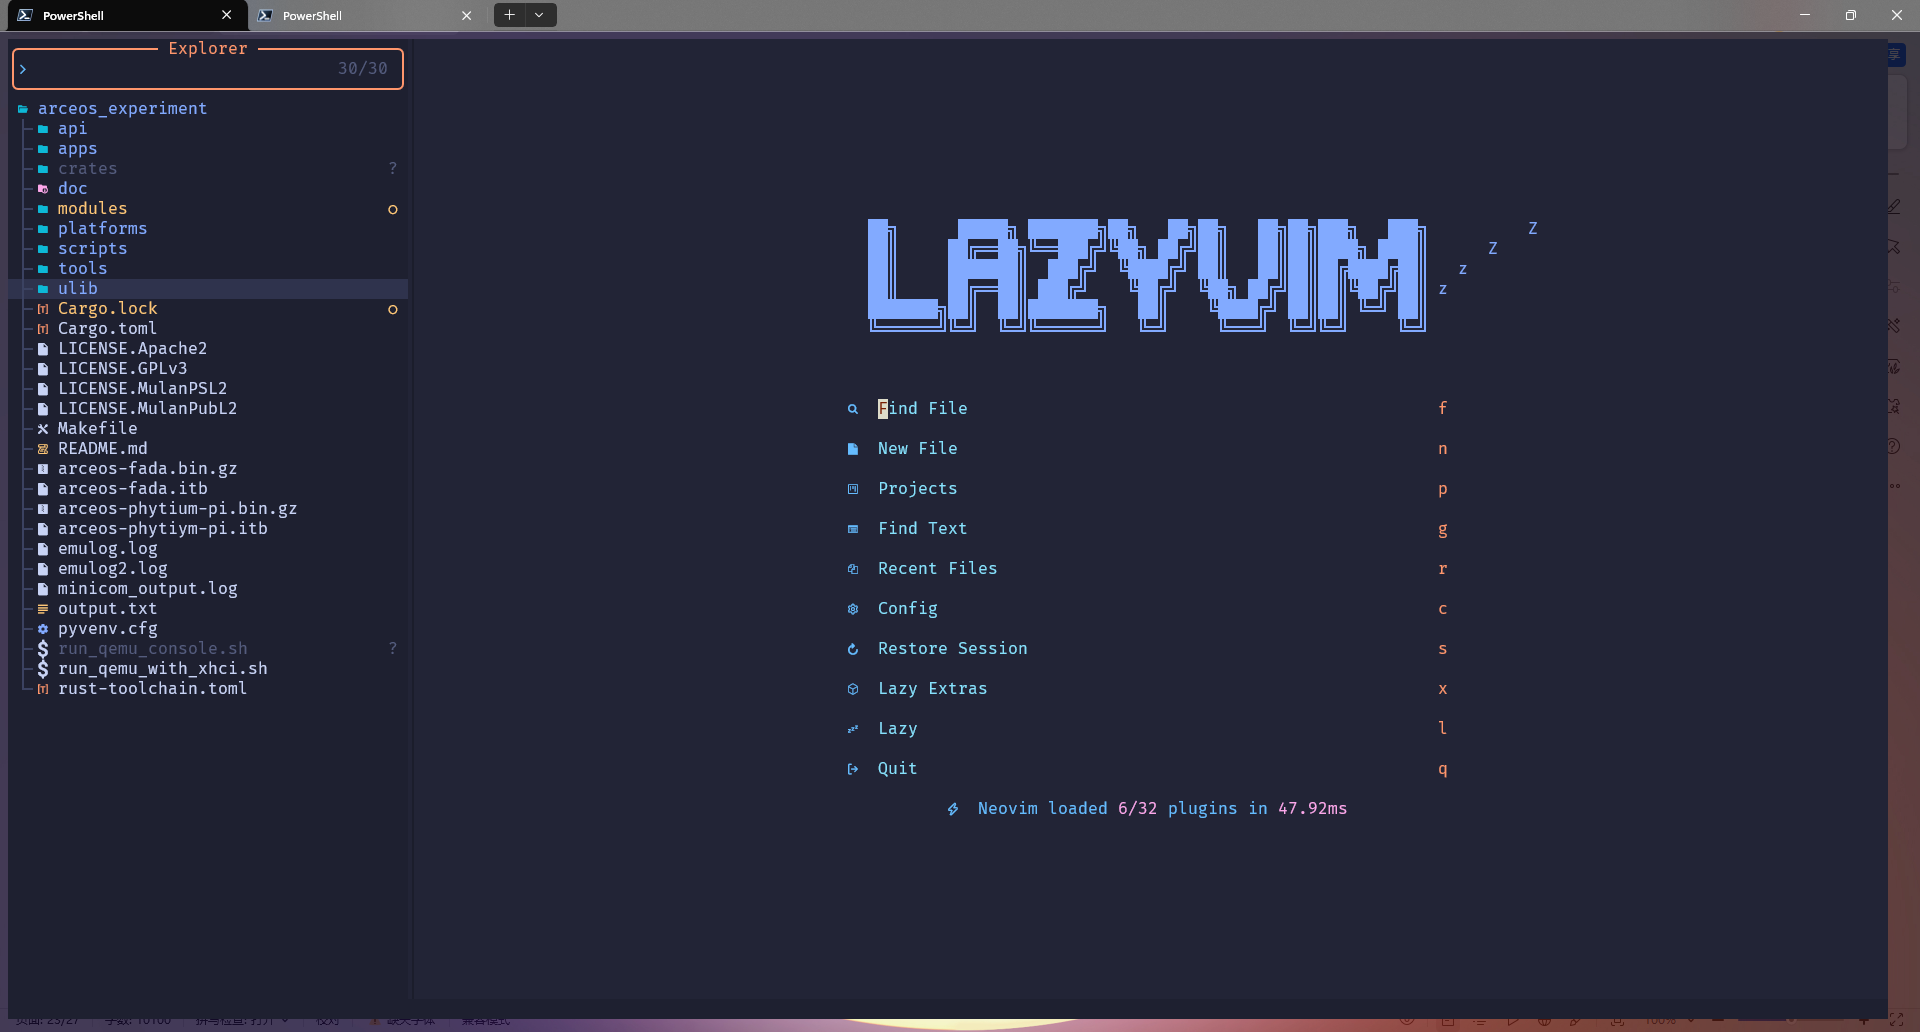 PowerShell
PowerShell
Explorer
30/30
arceos_experiment
api
apps
crates ?
doc
modules
platforms
scripts
tools
ulib
Cargo.lock
Cargo.toml
LICENSE.Apache2
LICENSE.GPLv3
LICENSE.MulanPSL2
LICENSE.MulanPubL2
Makefile
README.md
arceos-fada.bin.gz
arceos-fada.itb
arceos-phytium-pi.bin.gz
arceos-phytiym-pi.itb
emulog.log
emulog2.log
minicom_output.log
output.txt
pyvenv.cfg
run_qemu_console.sh ?
run_qemu_with_xhci.sh
rust-toolchain.toml
LAZYVIM
Z
Z
z
z
Find File f
New File n
Projects p
Find Text g
Recent Files r
Config c
Restore Session s
Lazy Extras x
Lazy l
Quit q
Neovim loaded 6/32 plugins in 47.92ms